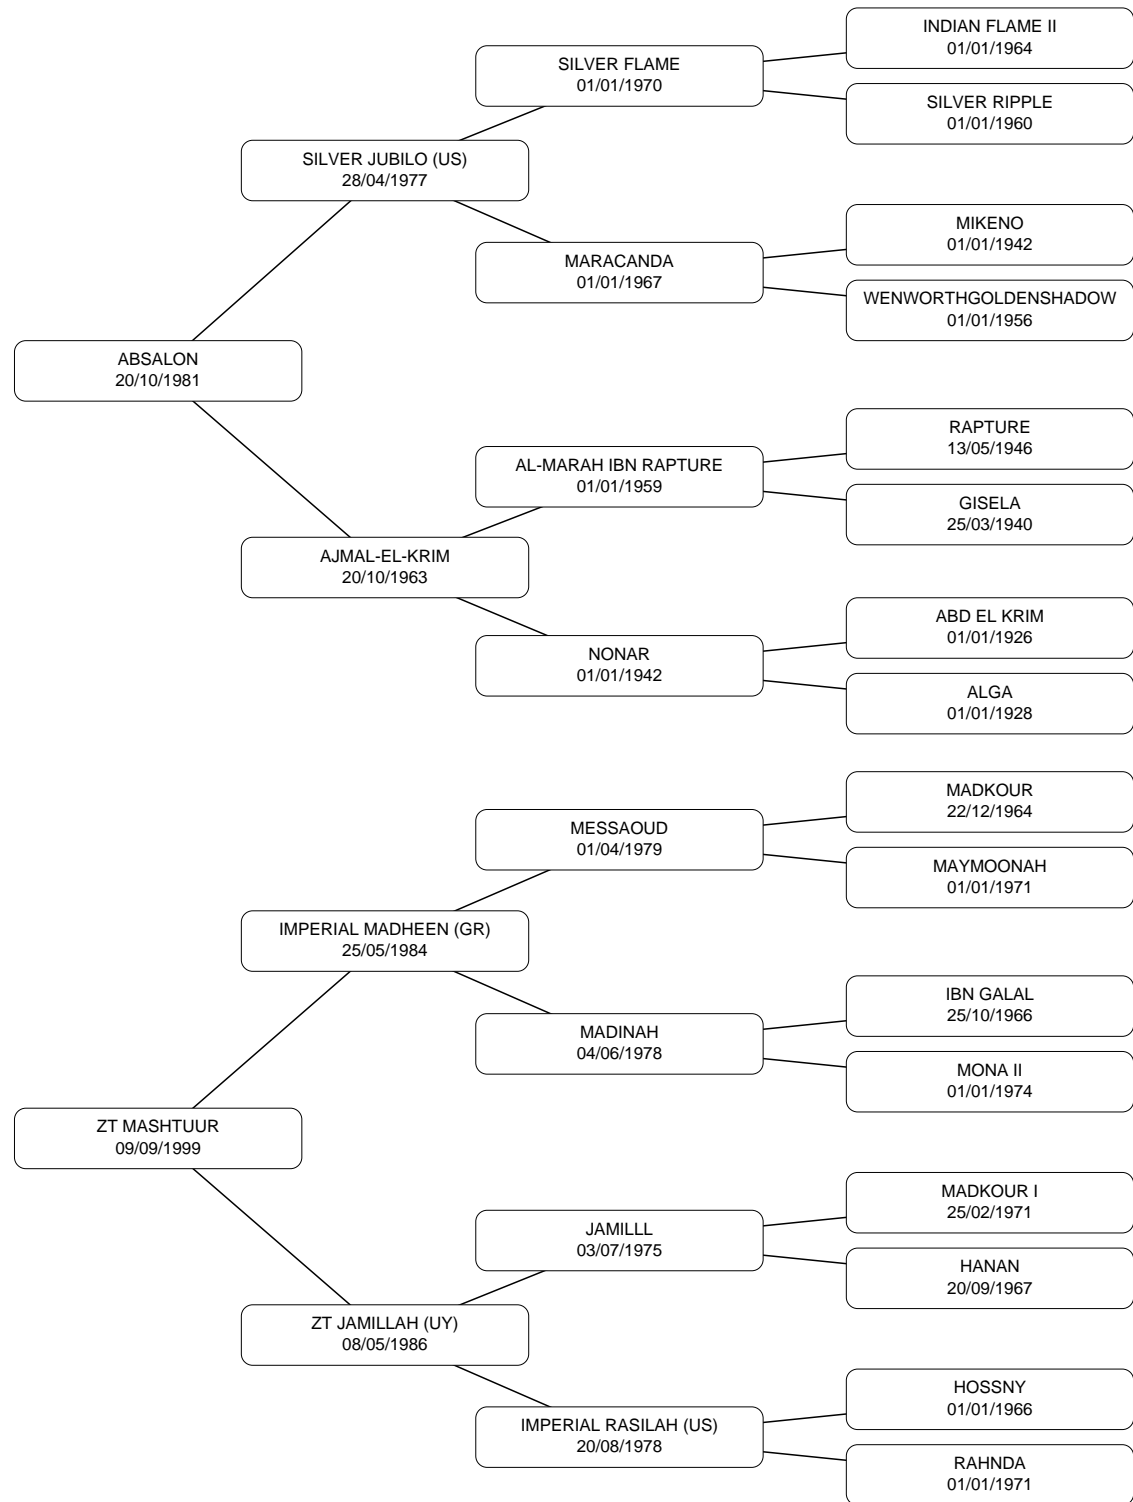 INDIAN FLAME II
01/01/1964
SILVER FLAME
01/01/1970
SILVER RIPPLE
01/01/1960
SILVER JUBILO (US)
28/04/1977
MIKENO
01/01/1942
MARACANDA
01/01/1967
WENWORTHGOLDENSHADOW
01/01/1956
ABSALON
20/10/1981
RAPTURE
13/05/1946
AL-MARAH IBN RAPTURE
01/01/1959
GISELA
25/03/1940
AJMAL-EL-KRIM
20/10/1963
ABD EL KRIM
01/01/1926
NONAR
01/01/1942
ALGA
01/01/1928
MADKOUR
22/12/1964
MESSAOUD
01/04/1979
MAYMOONAH
01/01/1971
IMPERIAL MADHEEN (GR)
25/05/1984
IBN GALAL
25/10/1966
MADINAH
04/06/1978
MONA II
01/01/1974
ZT MASHTUUR
09/09/1999
MADKOUR I
25/02/1971
JAMILLL
03/07/1975
HANAN
20/09/1967
ZT JAMILLAH (UY)
08/05/1986
HOSSNY
01/01/1966
IMPERIAL RASILAH (US)
20/08/1978
RAHNDA
01/01/1971